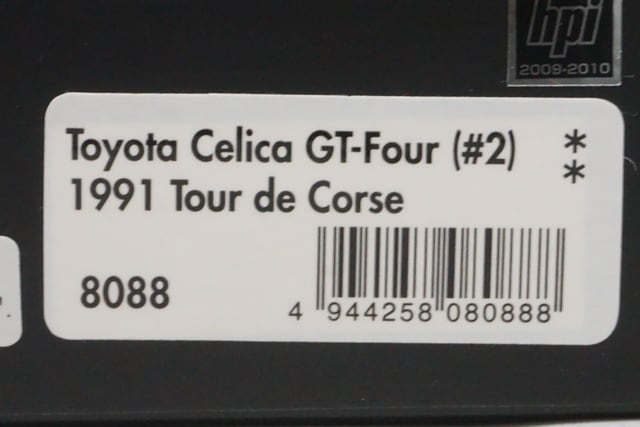 hpi
2009-2010
Toyota Celica GT-Four (#2) **
1991 Tour de Corse
8088
4 944258 080888